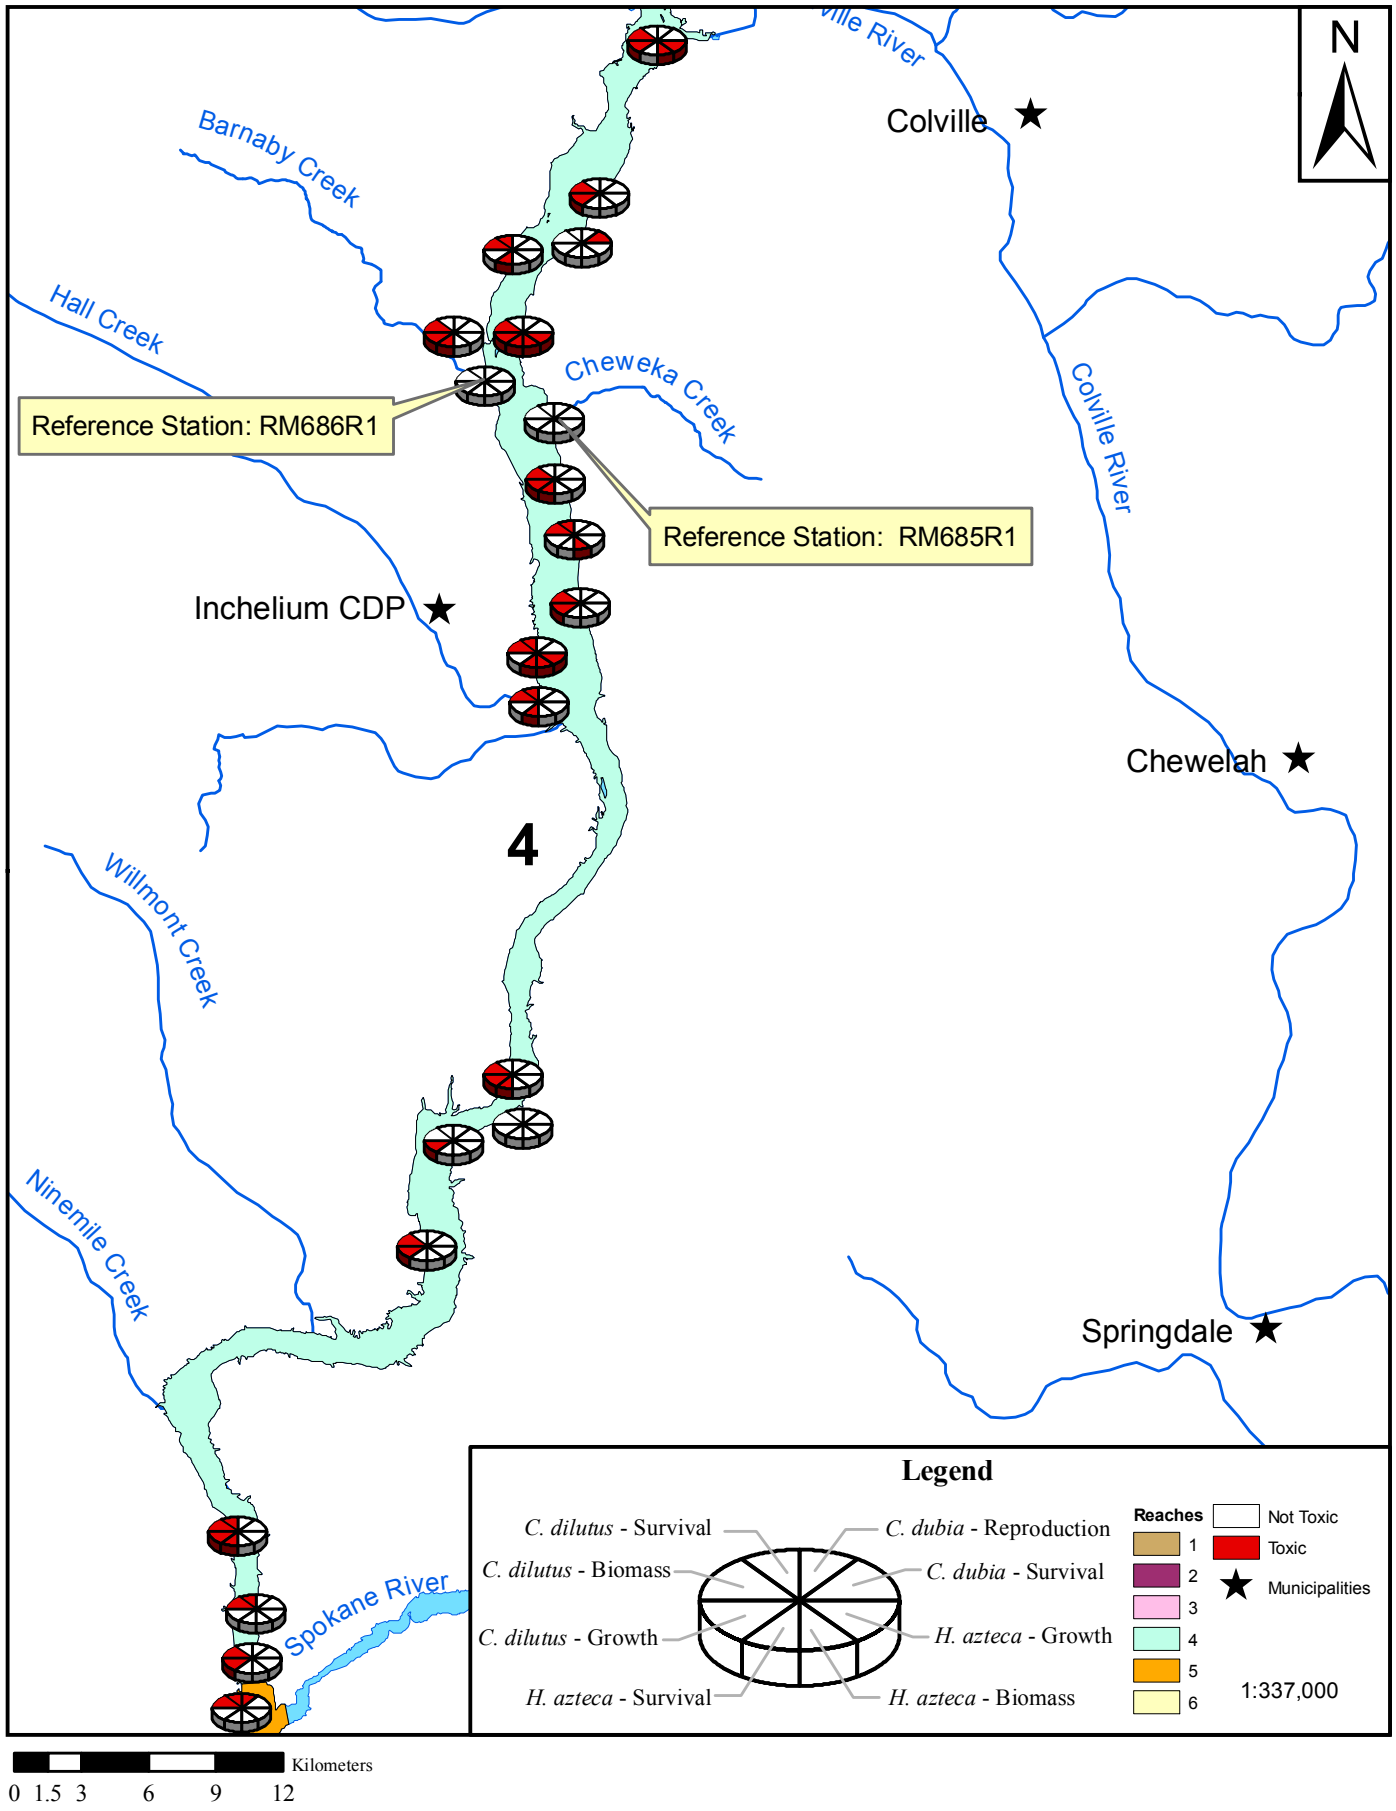 ville River
N
Colville
Barnaby Creek
Hall Creek
Cheweka Creek
Colville River
Reference Station: RM686R1
Reference Station: RM685R1
Inchelium CDP
Chewelah
4
Willmont Creek
Ninemile Creek
Springdale
Spokane River
Legend
C. dilutus - Survival
C. dubia - Reproduction
C. dilutus - Biomass
C. dubia - Survival
C. dilutus - Growth
H. azteca - Growth
H. azteca - Survival
H. azteca - Biomass
Reaches
1
2
3
4
5
6
Not Toxic
Toxic
Municipalities
1:337,000
Kilometers
0 1.5 3 6 9 12